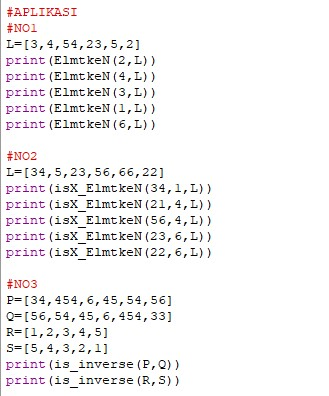 #APLIKASI
#NO1
L=[3,4,54,23,5,2]
print(ElmtkeN(2,L))
print(ElmtkeN(4,L))
print(ElmtkeN(3,L))
print(ElmtkeN(1,L))
print(ElmtkeN(6,L))

#NO2
L=[34,5,23,56,66,22]
print(isX_ElmtkeN(34,1,L))
print(isX_ElmtkeN(21,4,L))
print(isX_ElmtkeN(56,4,L))
print(isX_ElmtkeN(23,6,L))
print(isX_ElmtkeN(22,6,L))

#NO3
P=[34,454,6,45,54,56]
Q=[56,54,45,6,454,33]
R=[1,2,3,4,5]
S=[5,4,3,2,1]
print(is_inverse(P,Q))
print(is_inverse(R,S))